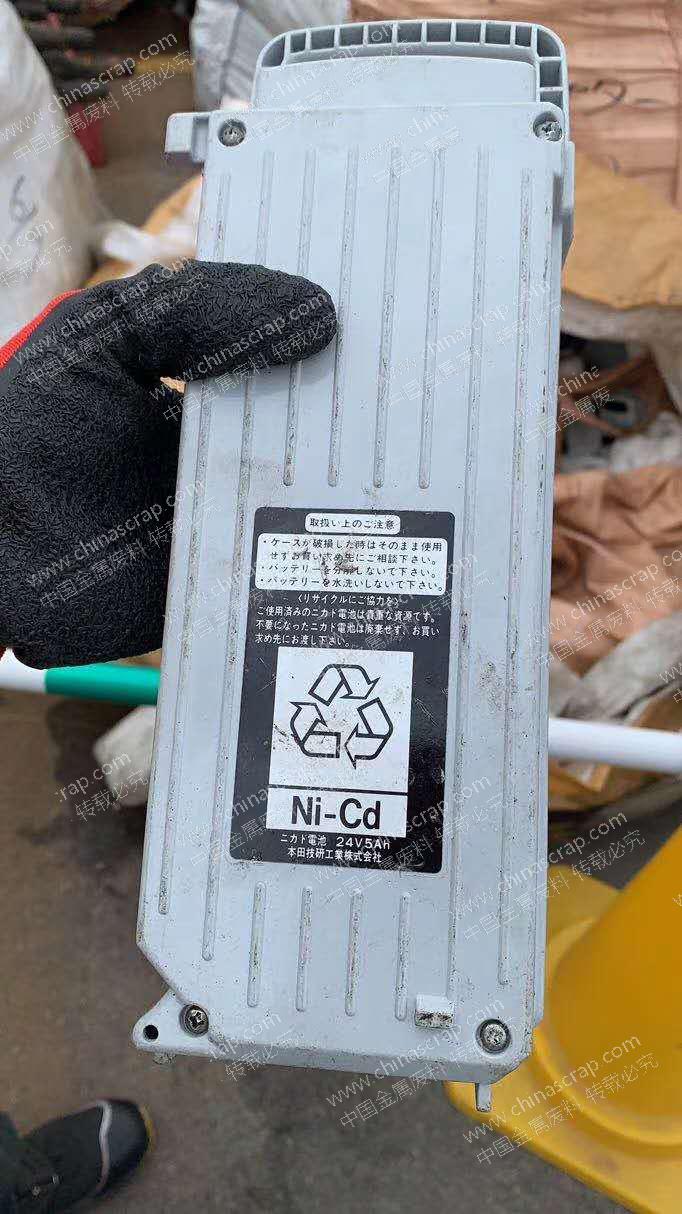 取扱い上のご注意
・ケースが破損した時はそのまま使用
せずお買い求め先にご相談下さい。
・バッテリーを分解しないで下さい。
・バッテリーを水洗いしないで下さい。
〈リサイクルにご協力を〉
ご使用済みのニカド電池は貴重な資源です。
不要になったニカド電池は廃棄せず、お買い
求め先にお渡し下さい。
Ni-Cd
ニカド電池 24V5AH
本田技研工業株式会社
www.chinascrap.com
中国金属废料 转载必究